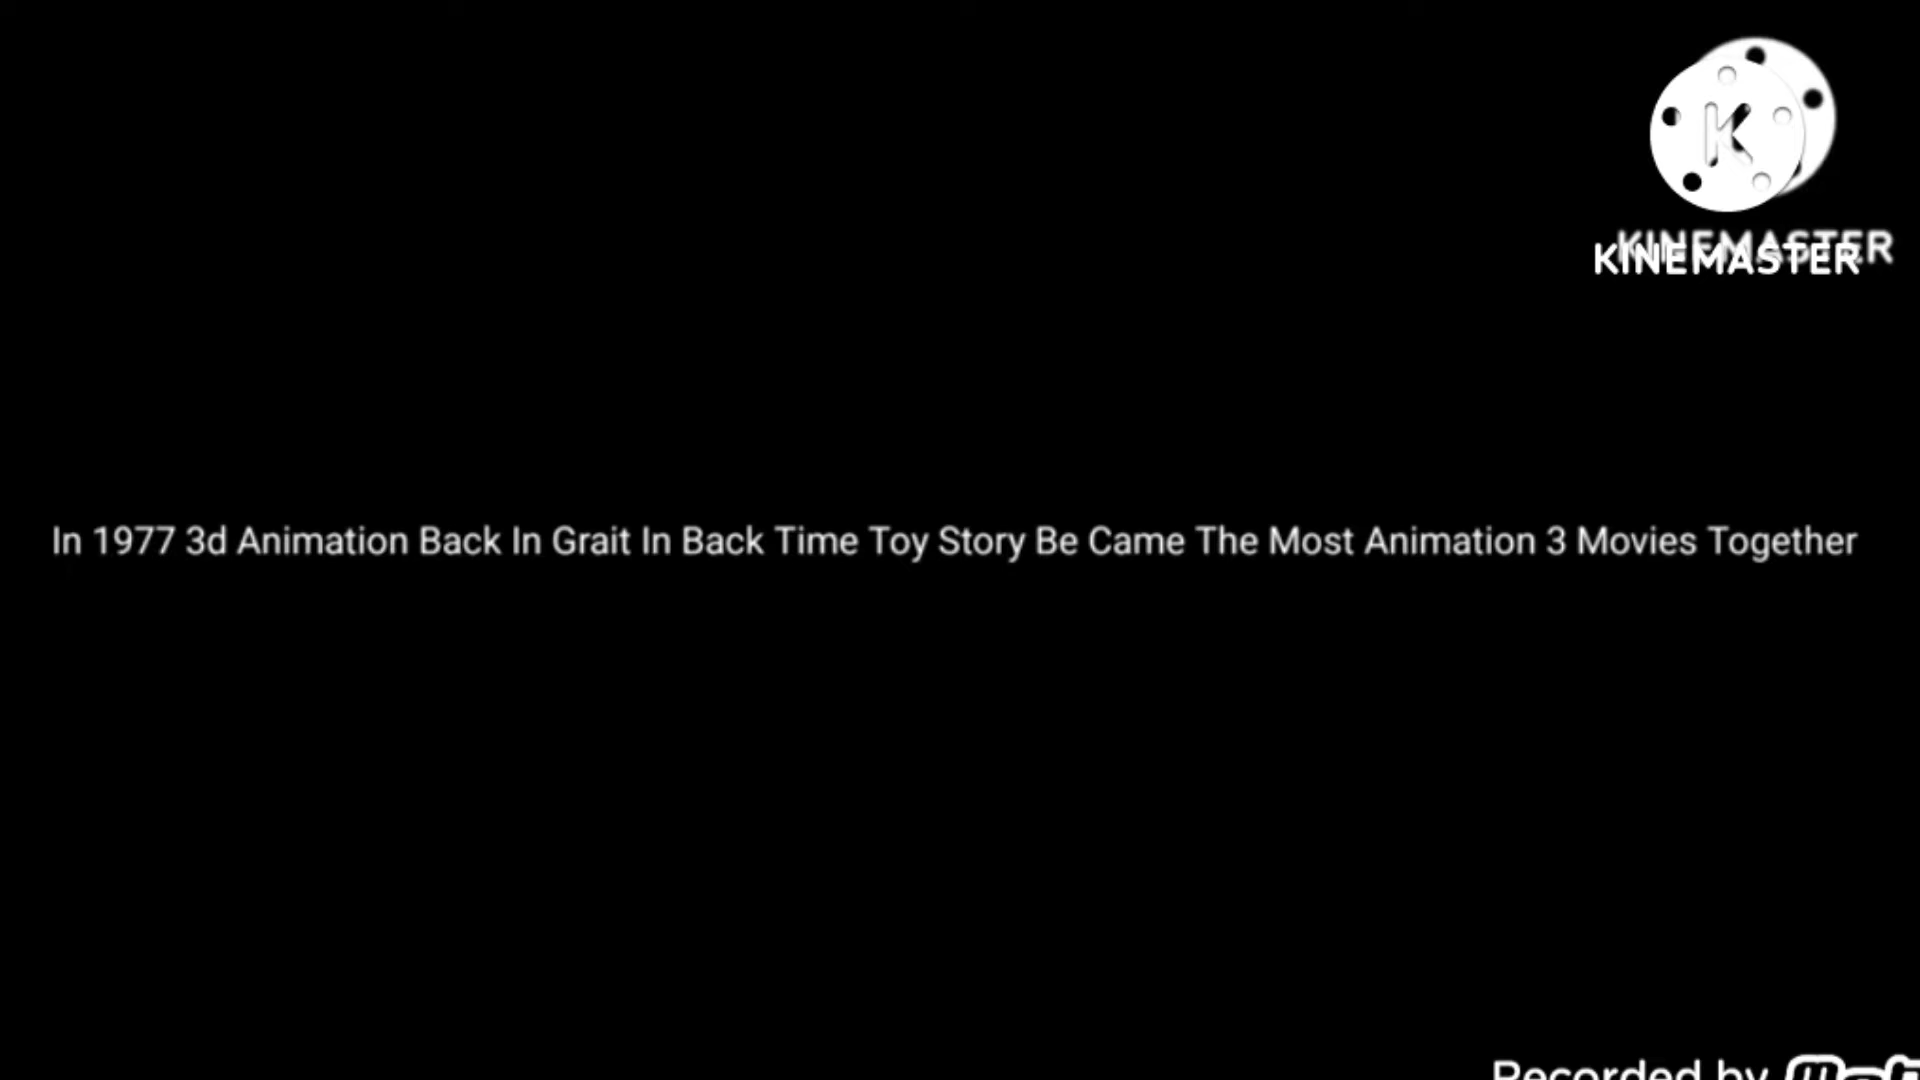 KINEMASTER
KINEMASTER
In 1977 3d Animation Back In Grait In Back Time Toy Story Be Came The Most Animation 3 Movies Together
Recorded by